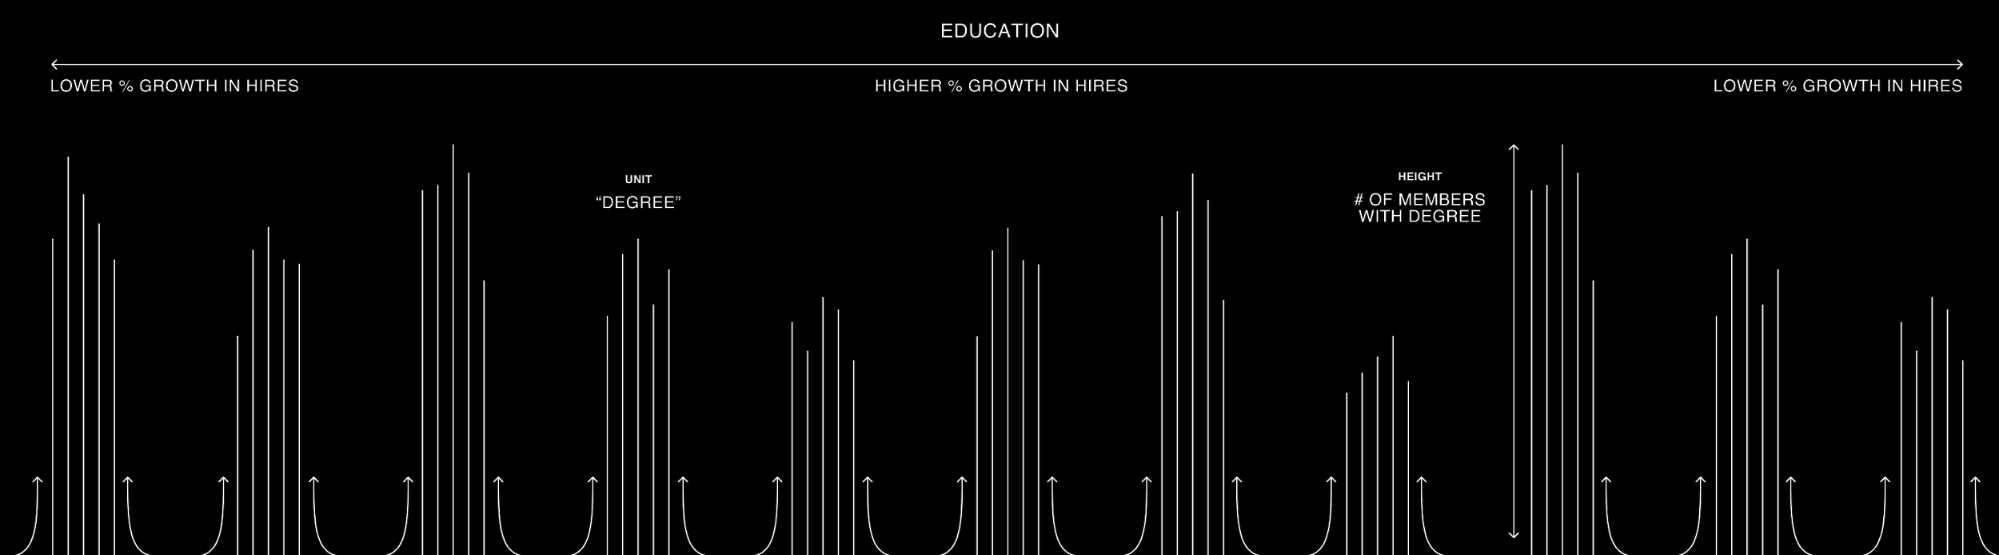 EDUCATION
LOWER % GROWTH IN HIRES
HIGHER % GROWTH IN HIRES
LOWER % GROWTH IN HIRES
UNIT
“DEGREE”
HEIGHT
# OF MEMBERS
WITH DEGREE